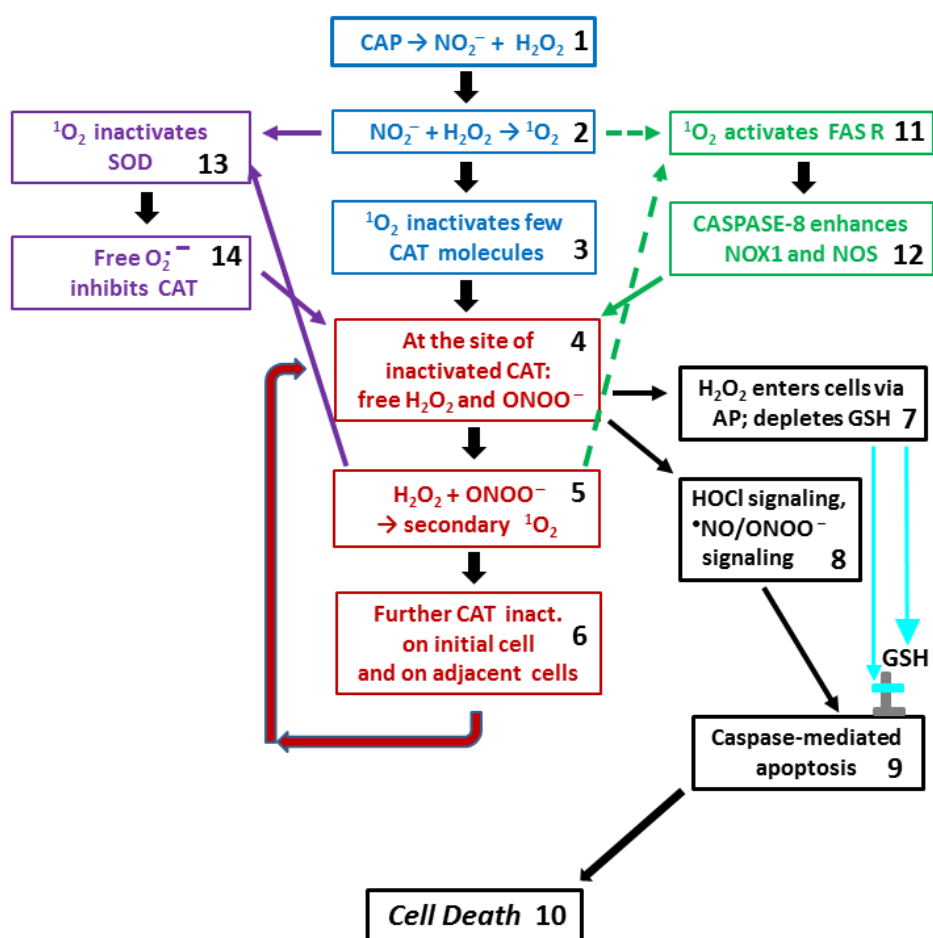 CAP → NO₂⁻ + H₂O₂ 1
NO₂⁻ + H₂O₂ → ¹O₂ 2
¹O₂ inactivates few
CAT molecules 3
At the site of 4
inactivated CAT:
free H₂O₂ and ONOO⁻
H₂O₂ + ONOO⁻ 5
→ secondary ¹O₂
Further CAT inact.
on initial cell 6
and on adjacent cells
H₂O₂ enters cells via
AP; depletes GSH 7
HOCl signaling,
•NO/ONOO⁻
signaling 8
GSH
Caspase-mediated
apoptosis 9
Cell Death 10
¹O₂ activates FAS R 11
CASPASE-8 enhances
NOX1 and NOS 12
¹O₂ inactivates
SOD 13
Free O₂•⁻ 14
inhibits CAT